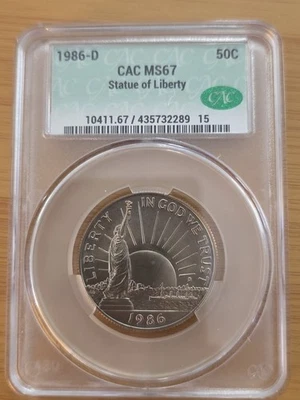 1986-D 50C
CAC MS67
Statue of Liberty
CAC
10411.67 / 435732289 15
LIBERTY
IN GOD WE TRUST
D
1986